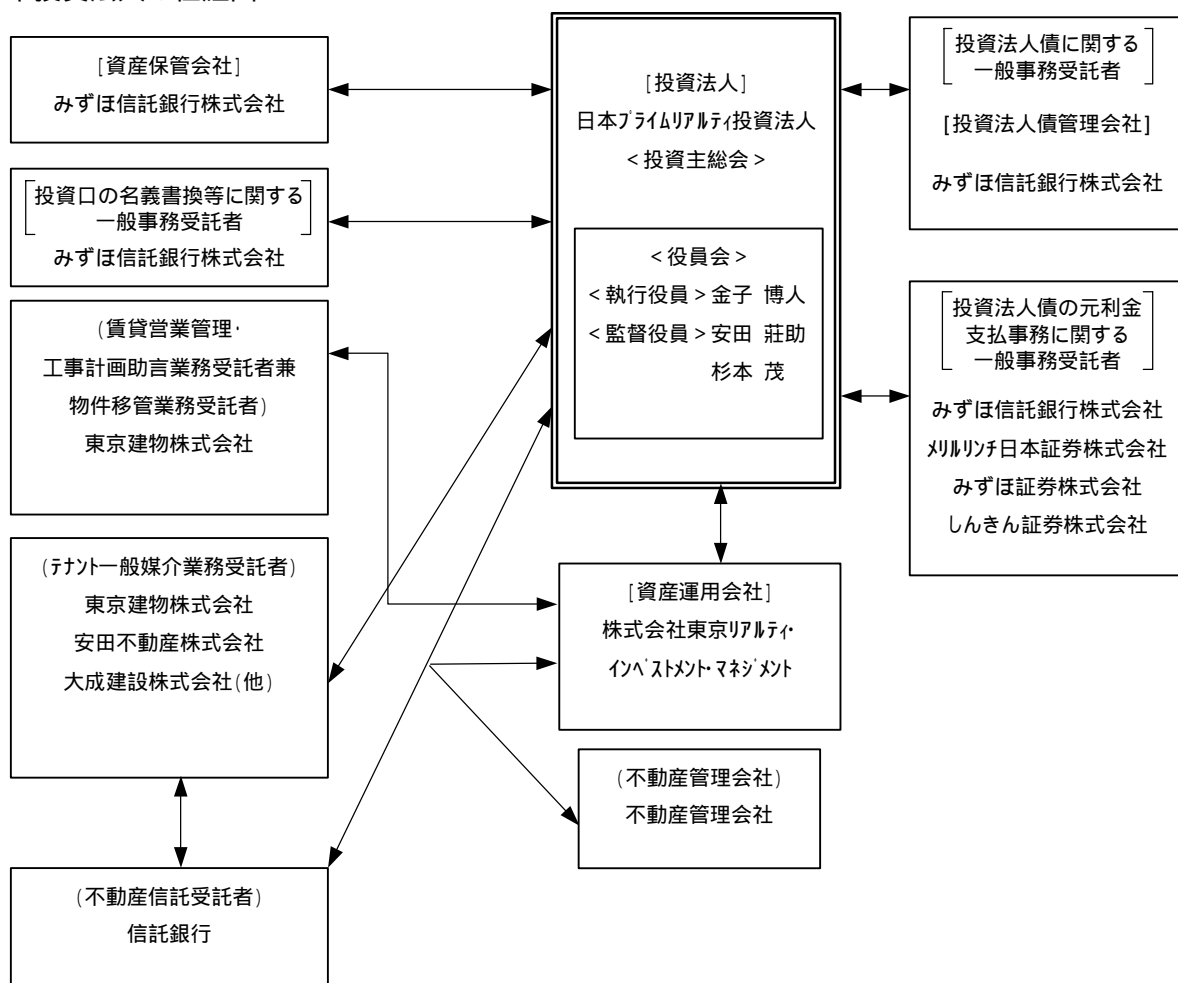 [資産保管会社]
みずほ信託銀行株式会社
投資口の名義書換等に関する
一般事務受託者
みずほ信託銀行株式会社
(賃貸営業管理・
工事計画助言業務受託者兼
物件移管業務受託者)
東京建物株式会社
(ﾃﾅﾝﾄ一般媒介業務受託者)
東京建物株式会社
安田不動産株式会社
大成建設株式会社(他)
(不動産信託受託者)
信託銀行
[投資法人]
日本ﾌﾟﾗｲﾑﾘｱﾙﾃｨ投資法人
<投資主総会>
<役員会>
<執行役員>金子 博人
<監督役員>安田 莊助
杉本 茂
[資産運用会社]
株式会社東京ﾘｱﾙﾃｨ･
ｲﾝﾍﾞｽﾄﾒﾝﾄ･ﾏﾈｼﾞﾒﾝﾄ
(不動産管理会社)
不動産管理会社
投資法人債に関する
一般事務受託者
[投資法人債管理会社]
みずほ信託銀行株式会社
投資法人債の元利金
支払事務に関する
一般事務受託者
みずほ信託銀行株式会社
ﾒﾘﾙﾘﾝﾁ日本証券株式会社
みずほ証券株式会社
しんきん証券株式会社